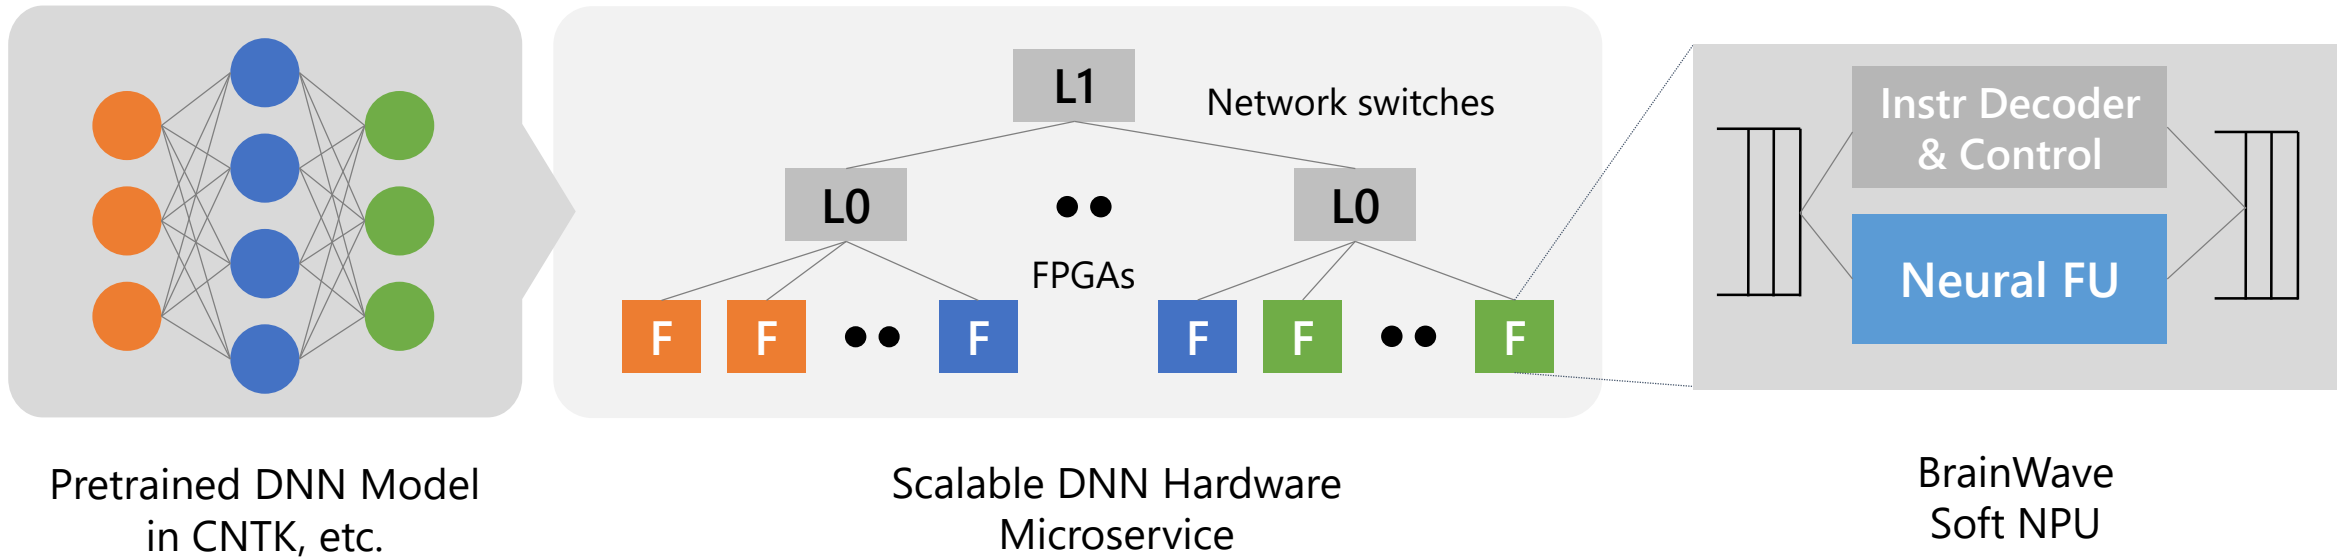 L1
Network switches
L0
L0
FPGAs
F
F
F
F
F
F
Instr Decoder
& Control
Neural FU
Pretrained DNN Model
in CNTK, etc.
Scalable DNN Hardware
Microservice
BrainWave
Soft NPU